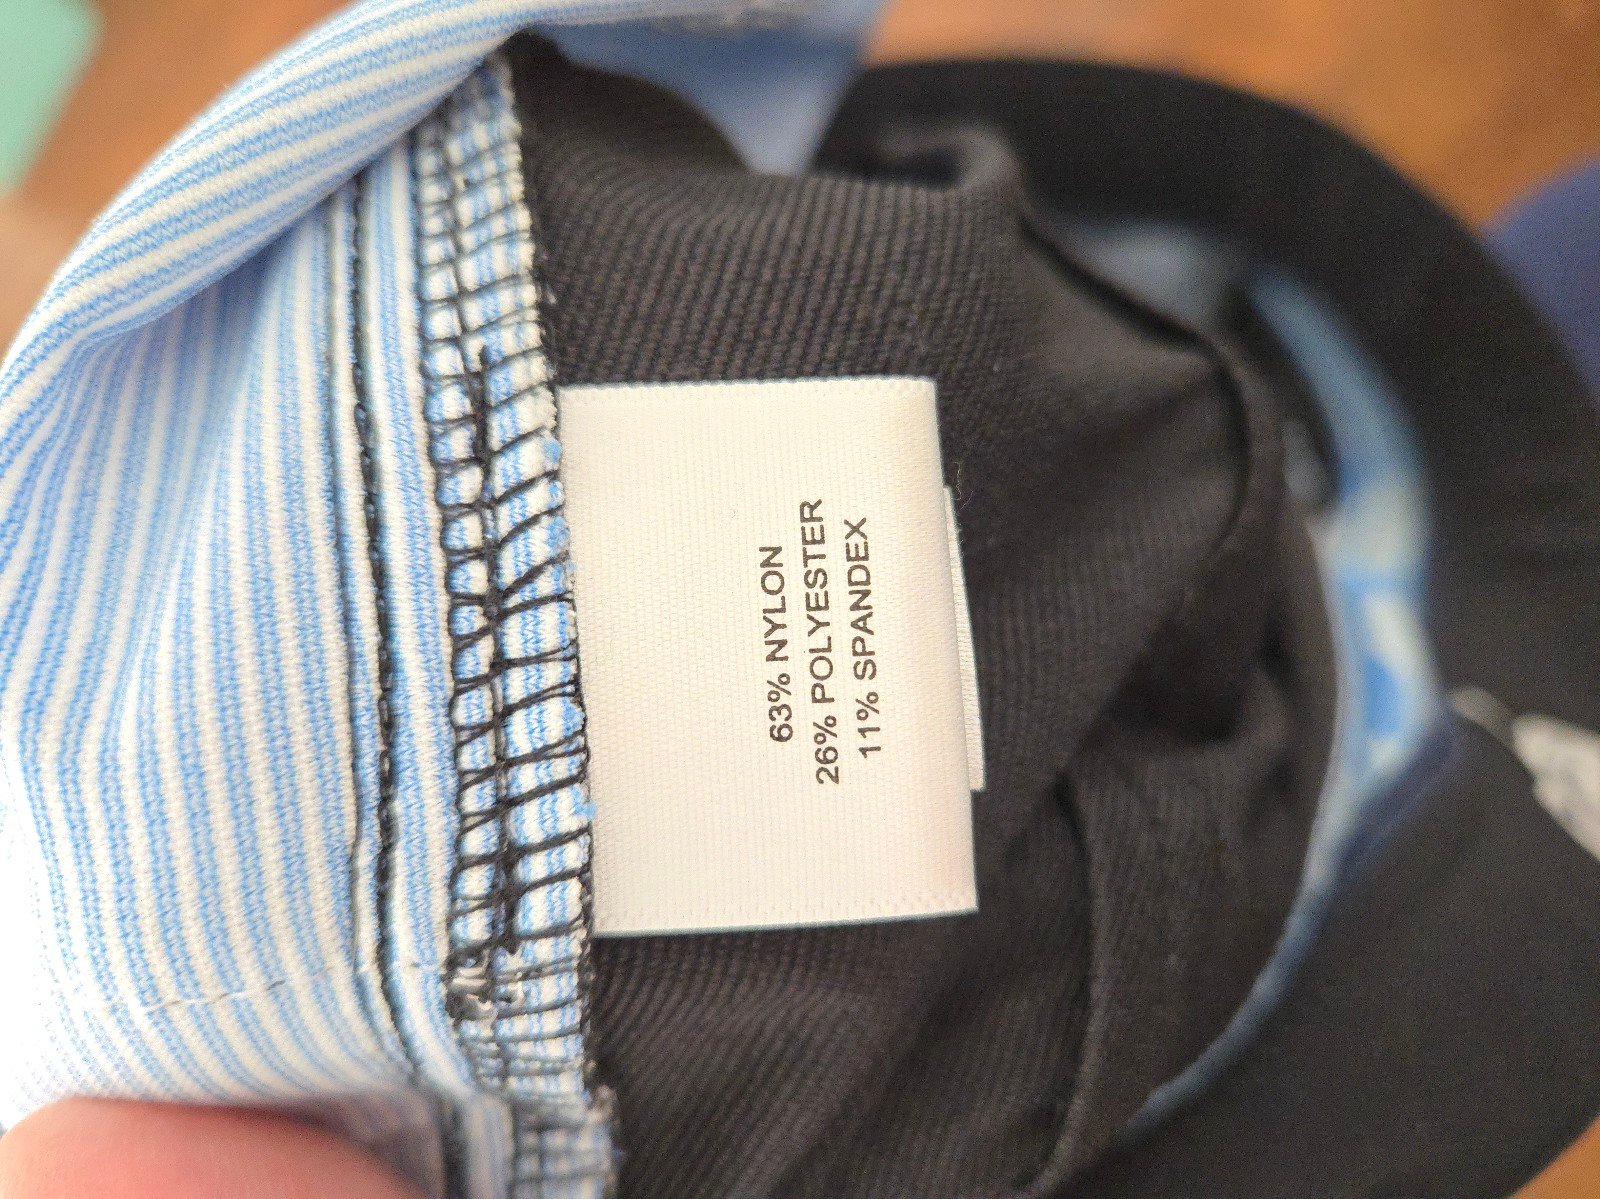 63% NYLON
26% POLYESTER
11% SPANDEX